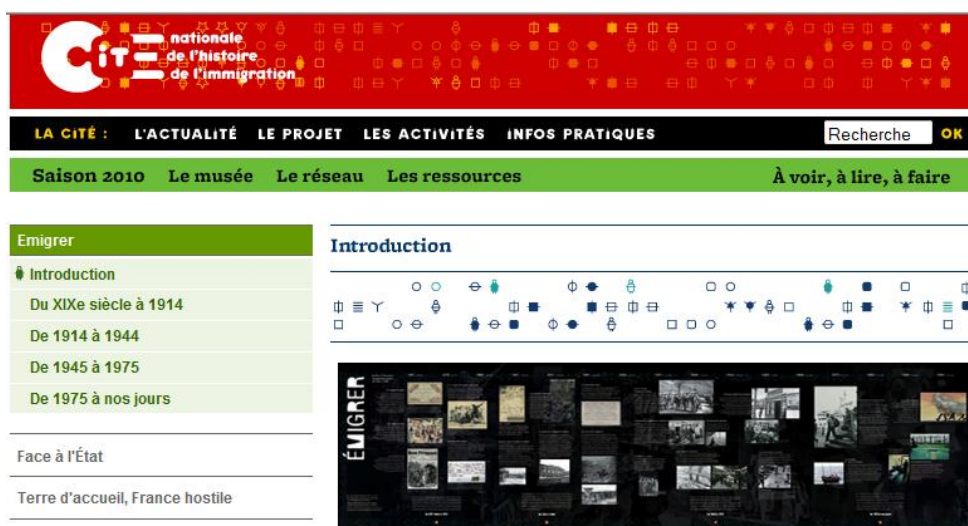 CiTE nationale
de l'histoire
de l'immigration
LA CiTÉ : L'ACTUALiTÉ LE PROJET LES ACTiViTÉS iNFOS PRATiQUES Recherche OK
Saison 2010 Le musée Le réseau Les ressources À voir, à lire, à faire
Emigrer
Introduction
Du XIXe siècle à 1914
De 1914 à 1944
De 1945 à 1975
De 1975 à nos jours
Face à l'État
Terre d'accueil, France hostile
Introduction
ÉMIGRER